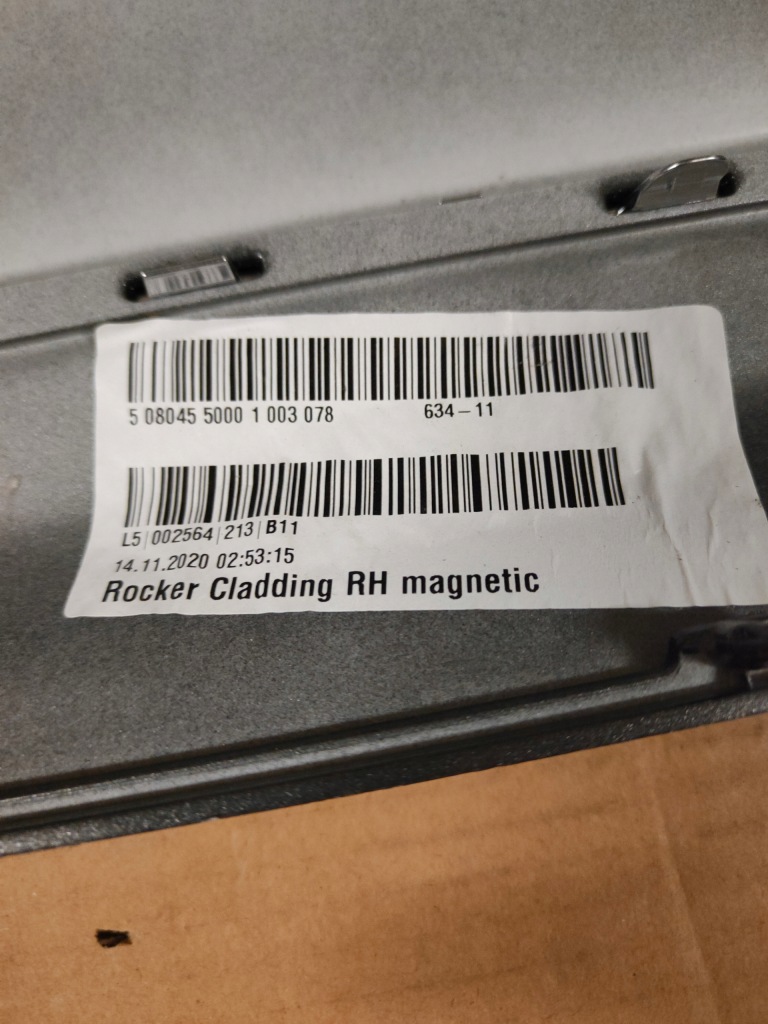 5 08045 5000 1 003 078 634-11
L5|002564|213|B11
14.11.2020 02:53:15
Rocker Cladding RH magnetic